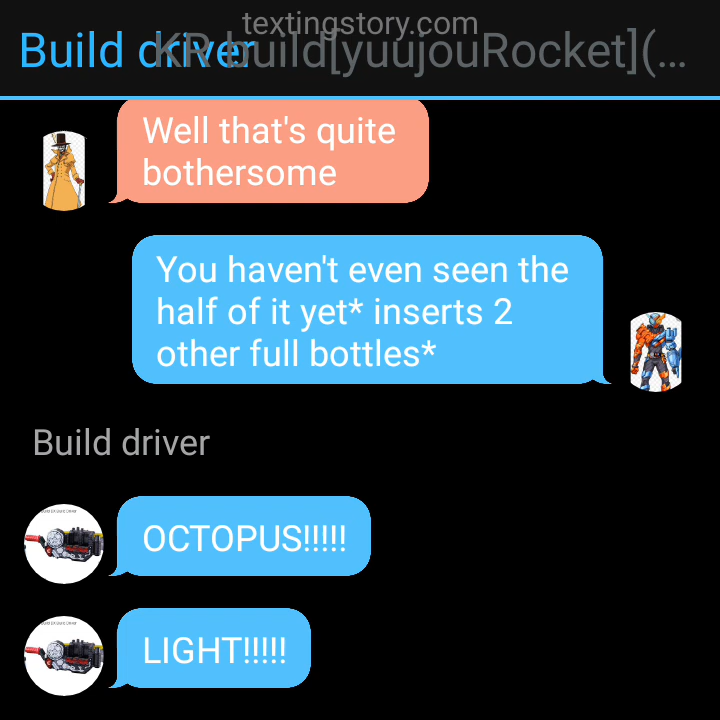 textingstory.com
Build driver
KR build[yuujouRocket](...
Well that's quite
bothersome
You haven't even seen the
half of it yet* inserts 2
other full bottles*
Build driver
OCTOPUS!!!!!
LIGHT!!!!!